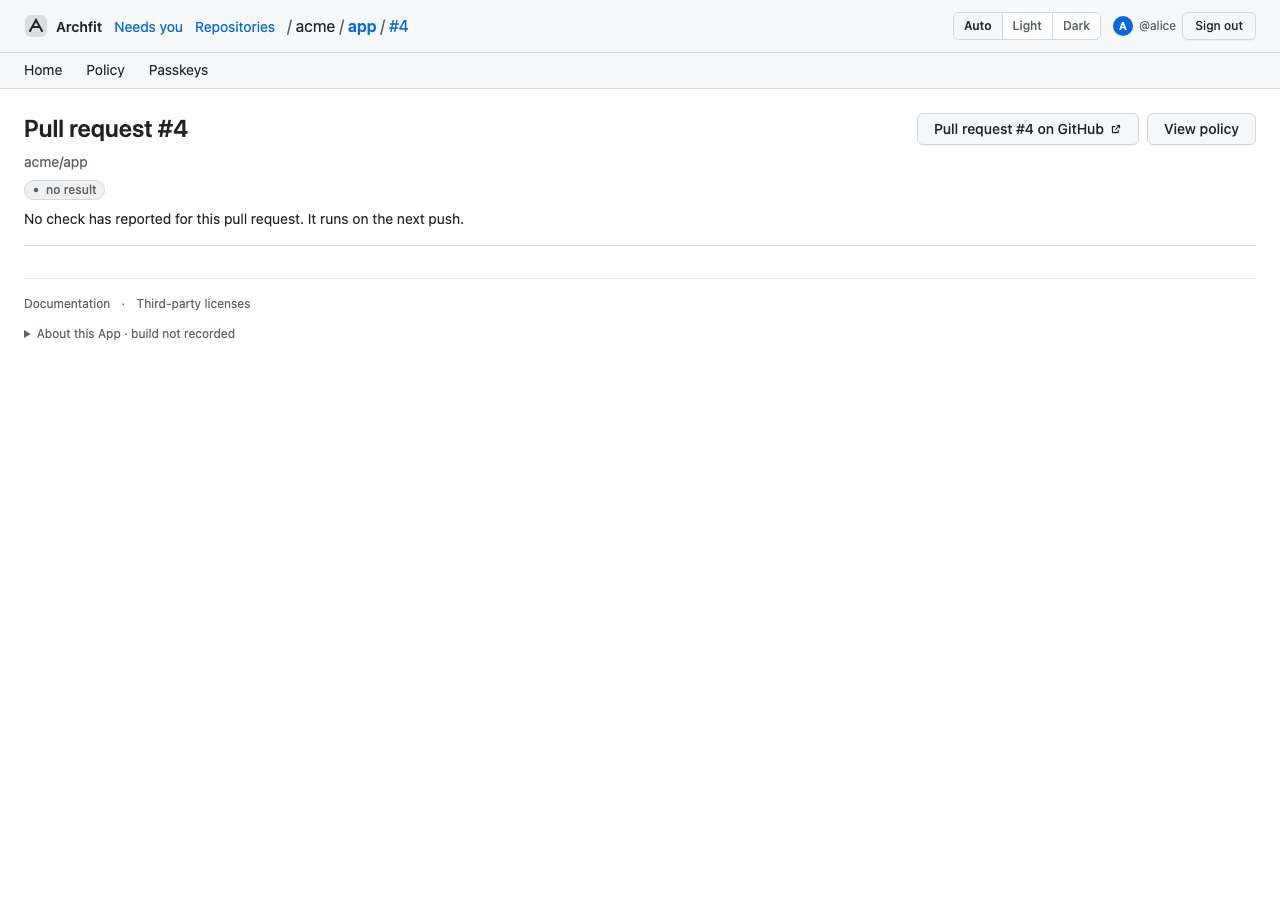 Archfit Needs you Repositories / acme / app / #4 Auto Light Dark A @alice Sign out
Home Policy Passkeys
Pull request #4 Pull request #4 on GitHub View policy
acme/app
• no result
No check has reported for this pull request. It runs on the next push.
Documentation · Third-party licenses
About this App · build not recorded